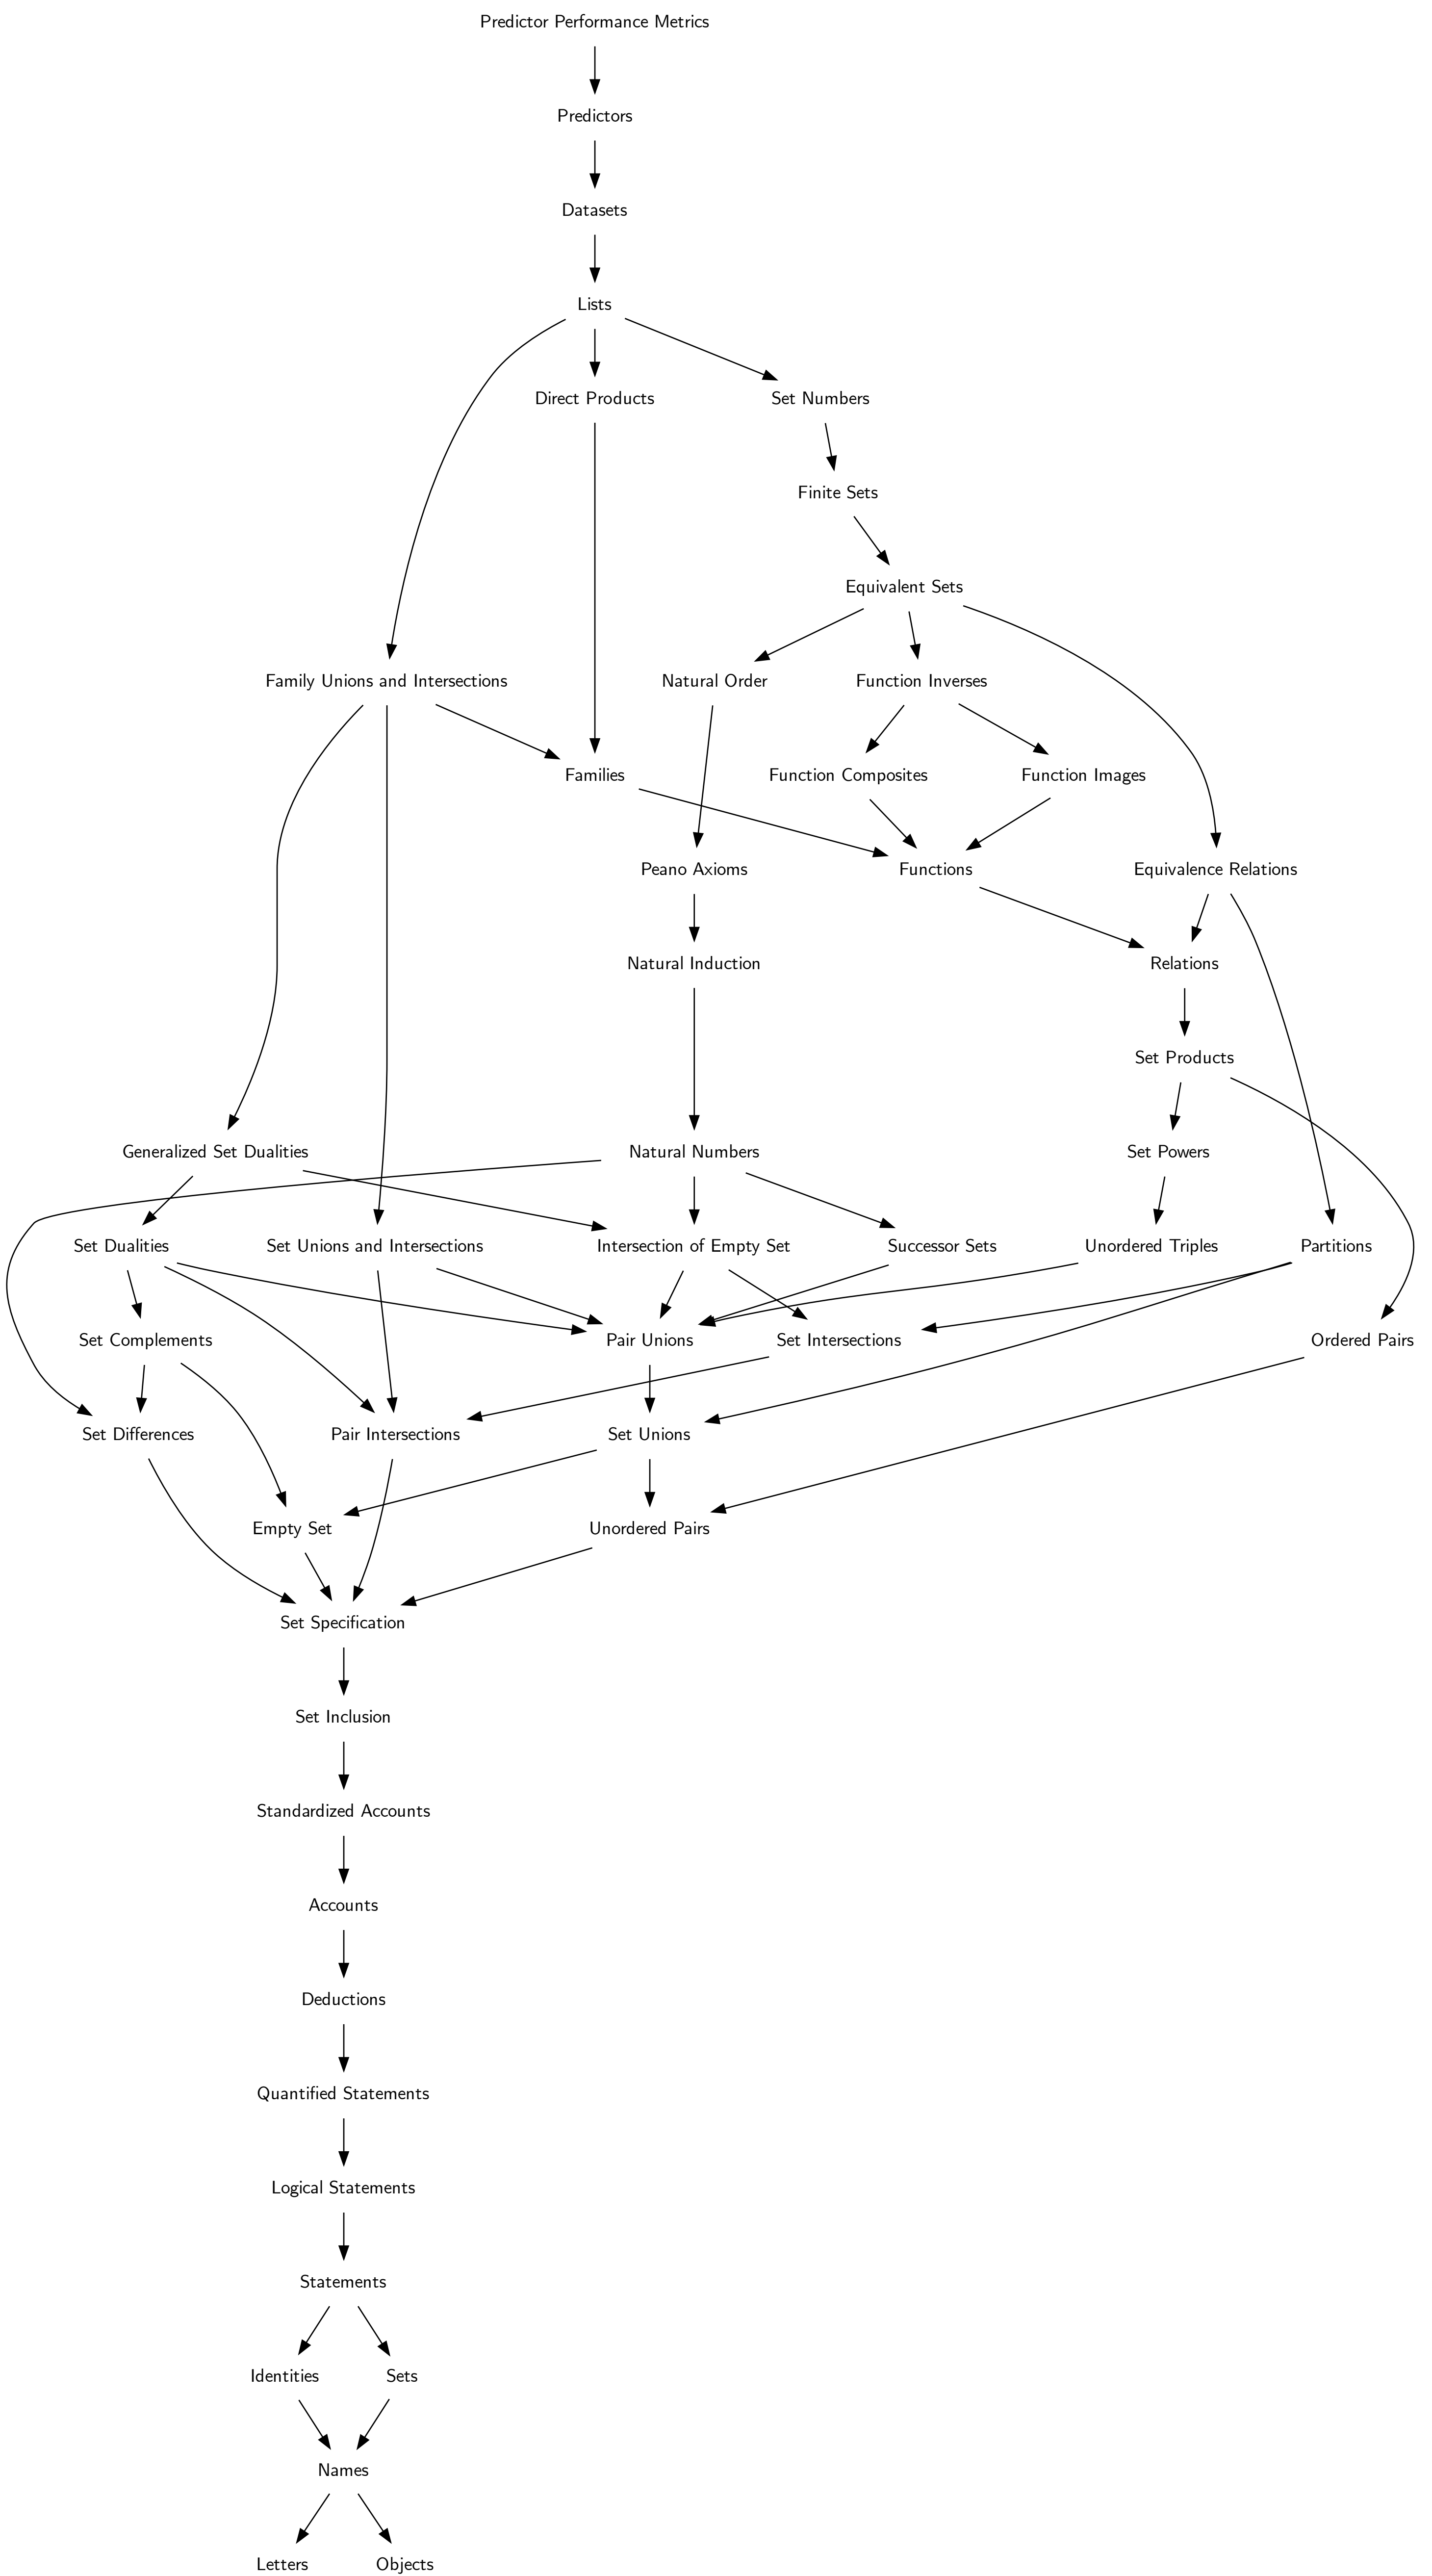 Predictor Performance Metrics
Predictors
Datasets
Lists
Direct Products
Set Numbers
Finite Sets
Equivalent Sets
Family Unions and Intersections
Natural Order
Function Inverses
Families
Function Composites
Function Images
Peano Axioms
Functions
Equivalence Relations
Natural Induction
Relations
Set Products
Generalized Set Dualities
Natural Numbers
Set Powers
Set Dualities
Set Unions and Intersections
Intersection of Empty Set
Successor Sets
Unordered Triples
Partitions
Set Complements
Pair Unions
Set Intersections
Ordered Pairs
Set Differences
Pair Intersections
Set Unions
Empty Set
Unordered Pairs
Set Specification
Set Inclusion
Standardized Accounts
Accounts
Deductions
Quantified Statements
Logical Statements
Statements
Identities
Sets
Names
Letters
Objects